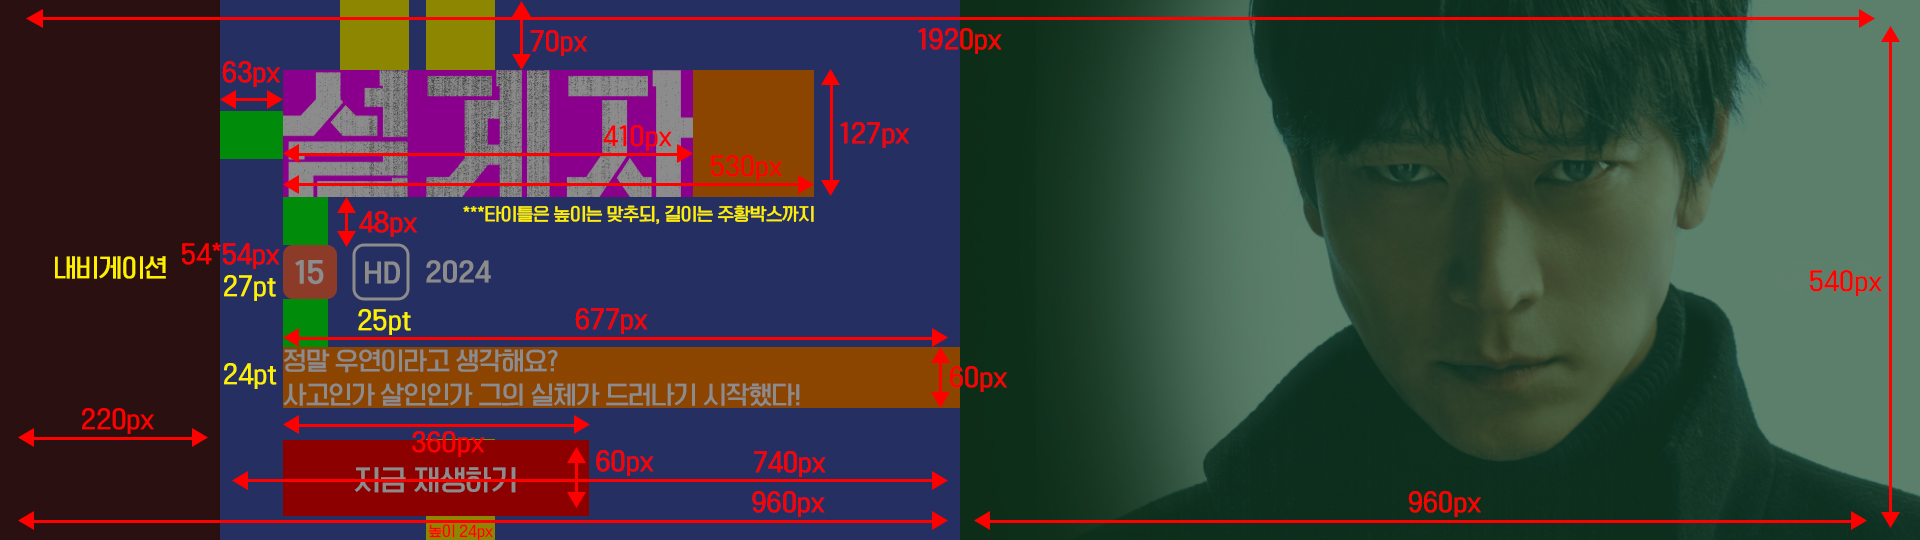 1920px
70px
63px
설계자
410px
530px
127px
***타이틀은 높이는 맞추되, 길이는 주황박스까지
48px
54*54px
내비게이션
27pt
15
HD
2024
25pt
677px
540px
24pt
정말 우연이라고 생각해요?
사고인가 살인인가 그의 실체가 드러나기 시작했다!
60px
220px
360px
지금 재생하기
60px
740px
960px
960px
높이 24px